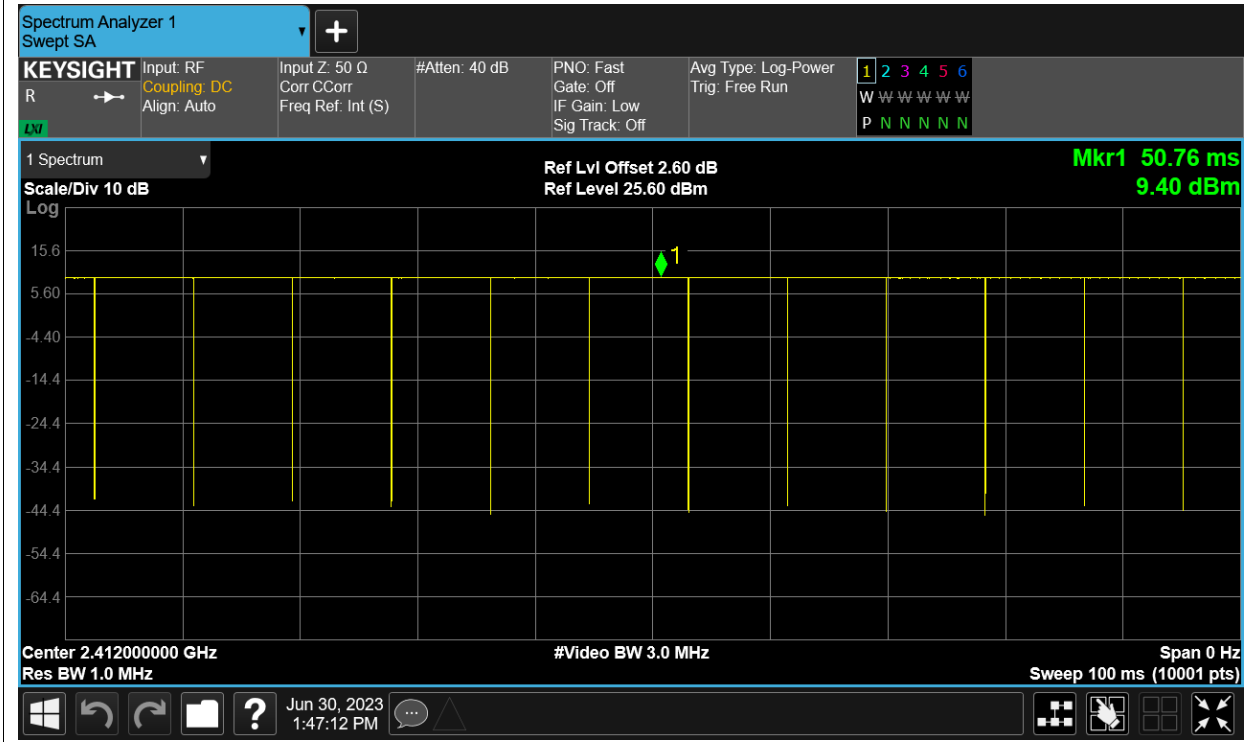 Spectrum Analyzer 1
Swept SA
KEYSIGHT
R
LXI
Input: RF
Coupling: DC
Align: Auto
Input Z: 50 Ω
Corr CCorr
Freq Ref: Int (S)
#Atten: 40 dB
PNO: Fast
Gate: Off
IF Gain: Low
Sig Track: Off
Avg Type: Log-Power
Trig: Free Run
1 2 3 4 5 6
W W W W W W
P N N N N N
1 Spectrum
Scale/Div 10 dB
Log
Ref Lvl Offset 2.60 dB
Ref Level 25.60 dBm
Mkr1 50.76 ms
9.40 dBm
1
15.6
5.60
-4.40
-14.4
-24.4
-34.4
-44.4
-54.4
-64.4
Center 2.412000000 GHz
Res BW 1.0 MHz
#Video BW 3.0 MHz
Span 0 Hz
Sweep 100 ms (10001 pts)
?
Jun 30, 2023
1:47:12 PM